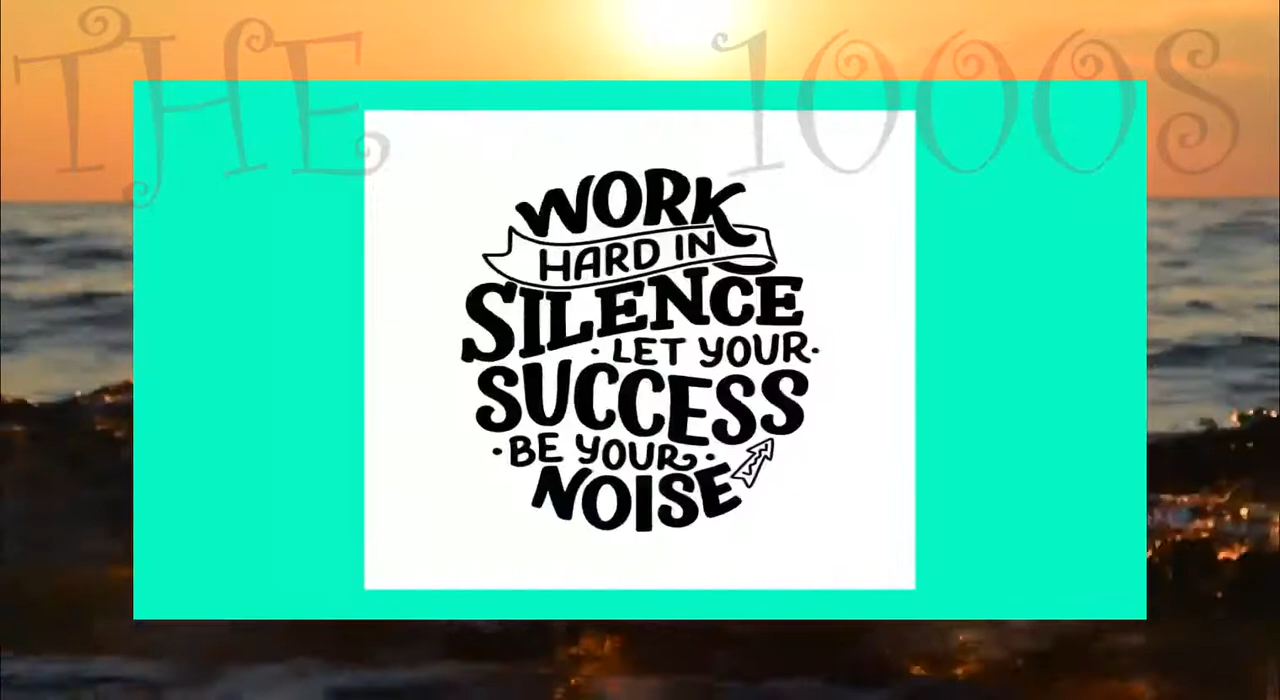 THE 1000S
WORK
HARD IN
SILENCE
· LET YOUR ·
SUCCESS
· BE YOUR ·
NOISE